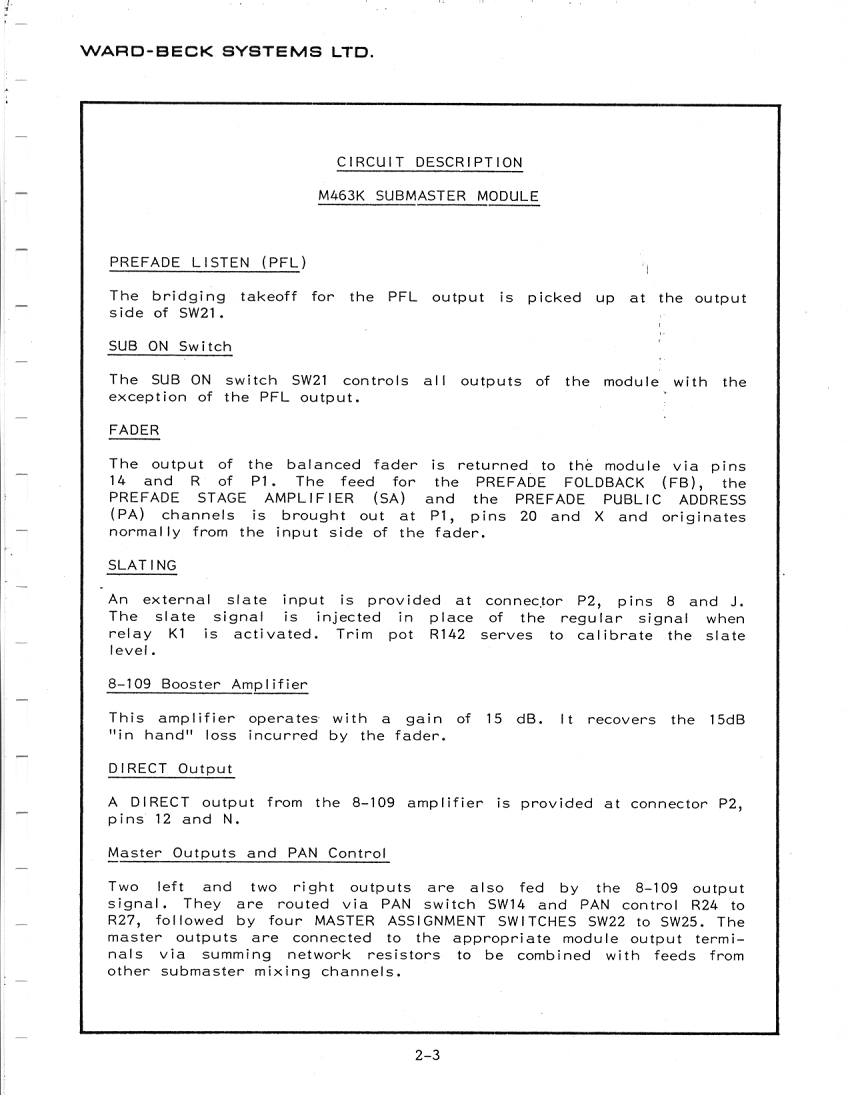 WARD-BECK SYSTEMS LTD.
CIRCUIT DESCRIPTION
M463K SUBMASTER MODULE
PREFADE LISTEN (PFL)
The bridging takeoff for the PFL output is picked up at the output
side of SW21.
SUB ON Switch
The SUB ON switch SW21 controls all outputs of the module with the
exception of the PFL output.
FADER
The output of the balanced fader is returned to the module via pins
14 and R of P1. The feed for the PREFADE FOLDBACK (FB), the
PREFADE STAGE AMPLIFIER (SA) and the PREFADE PUBLIC ADDRESS
(PA) channels is brought out at P1, pins 20 and X and originates
normally from the input side of the fader.
SLATING
An external slate input is provided at connector P2, pins 8 and J.
The slate signal is injected in place of the regular signal when
relay K1 is activated. Trim pot R142 serves to calibrate the slate
level.
8-109 Booster Amplifier
This amplifier operates with a gain of 15 dB. It recovers the 15dB
"in hand" loss incurred by the fader.
DIRECT Output
A DIRECT output from the 8-109 amplifier is provided at connector P2,
pins 12 and N.
Master Outputs and PAN Control
Two left and two right outputs are also fed by the 8-109 output
signal. They are routed via PAN switch SW14 and PAN control R24 to
R27, followed by four MASTER ASSIGNMENT SWITCHES SW22 to SW25. The
master outputs are connected to the appropriate module output termi-
nals via summing network resistors to be combined with feeds from
other submaster mixing channels.
2-3